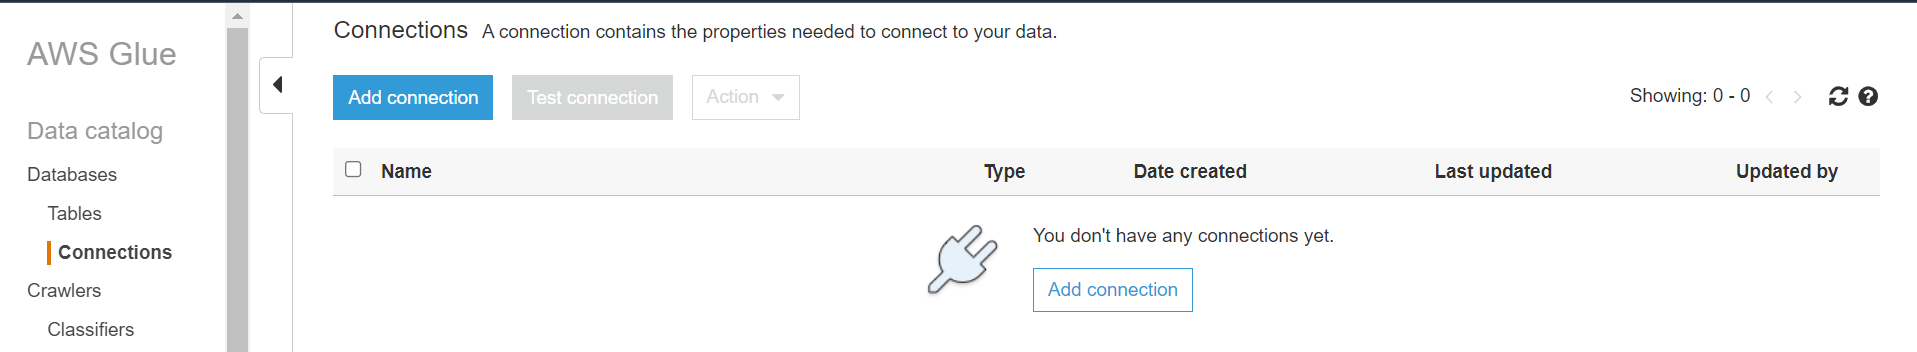 AWS Glue
Data catalog
Databases
Tables
Connections
Crawlers
Classifiers
Connections A connection contains the properties needed to connect to your data.
Add connection Test connection Action Showing: 0 - 0
Name Type Date created Last updated Updated by
You don't have any connections yet.
Add connection